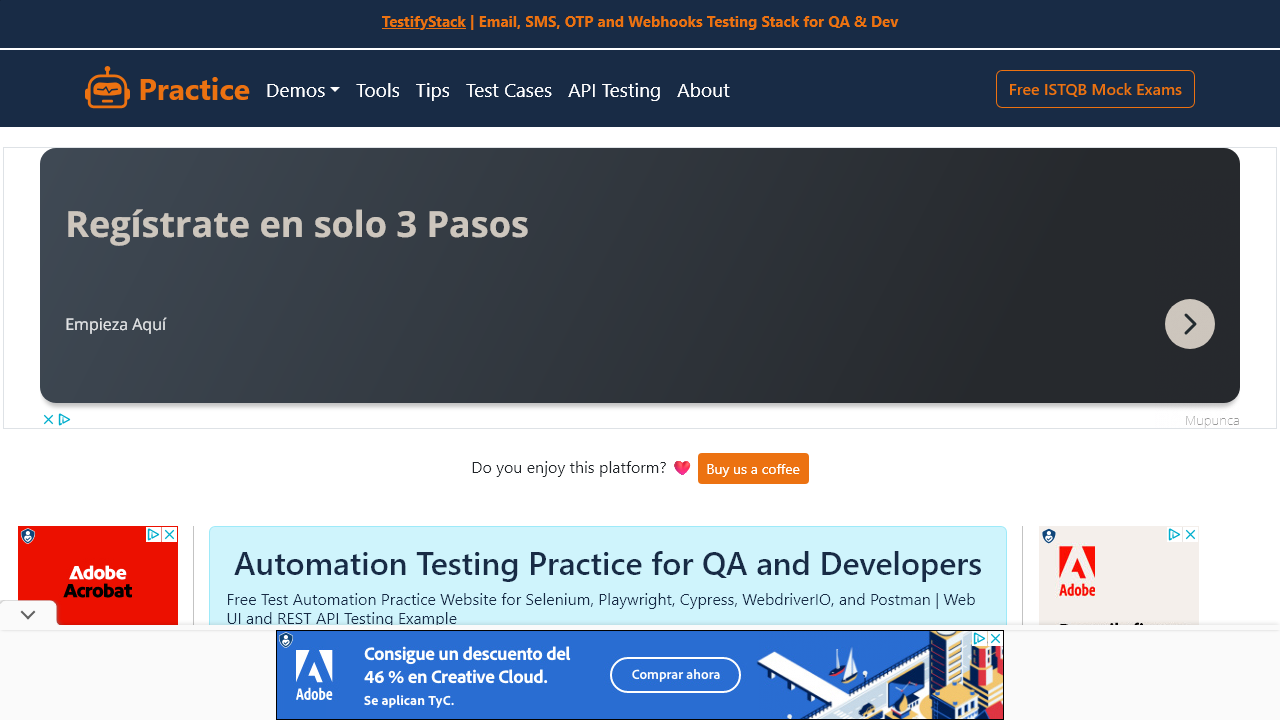 TestifyStack | Email, SMS, OTP and Webhooks Testing Stack for QA & Dev
Practice Demos Tools Tips Test Cases API Testing About Free ISTQB Mock Exams
Regístrate en solo 3 Pasos
Empieza Aquí
Mupunca
Do you enjoy this platform? Buy us a coffee
Adobe
Acrobat
Automation Testing Practice for QA and Developers
Free Test Automation Practice Website for Selenium, Playwright, Cypress, WebdriverIO, and Postman | Web
UI and REST API Testing Example
Adobe
Adobe
Consigue un descuento del
46 % en Creative Cloud.
Se aplican TyC.
Comprar ahora